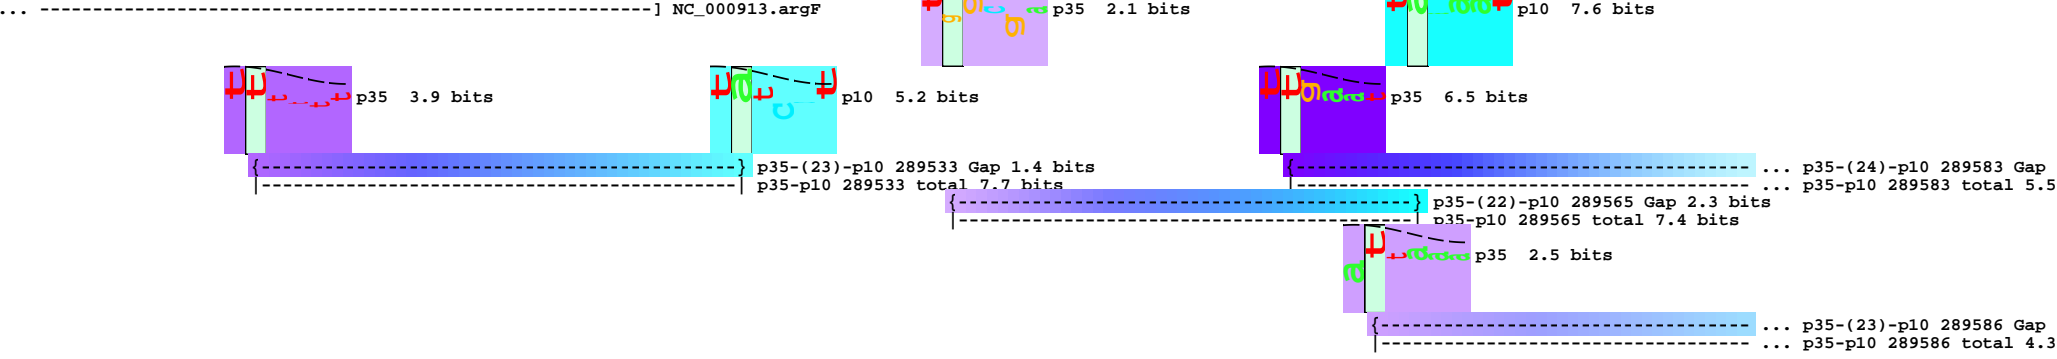 ... ----------------------------------------------------] NC_000913.argF
p35 2.1 bits
p10 7.6 bits
p35 3.9 bits
p10 5.2 bits
p35 6.5 bits
{-----------------------------------------} p35-(23)-p10 289533 Gap 1.4 bits
{--------------------------------------- ... p35-(24)-p10 289583 Gap
|-----------------------------------------| p35-p10 289533 total 7.7 bits
|--------------------------------------- ... p35-p10 289583 total 5.5
{---------------------------------------} p35-(22)-p10 289565 Gap 2.3 bits
|---------------------------------------| p35-p10 289565 total 7.4 bits
p35 2.5 bits
{-------------------------------- ... p35-(23)-p10 289586 Gap
|-------------------------------- ... p35-p10 289586 total 4.3